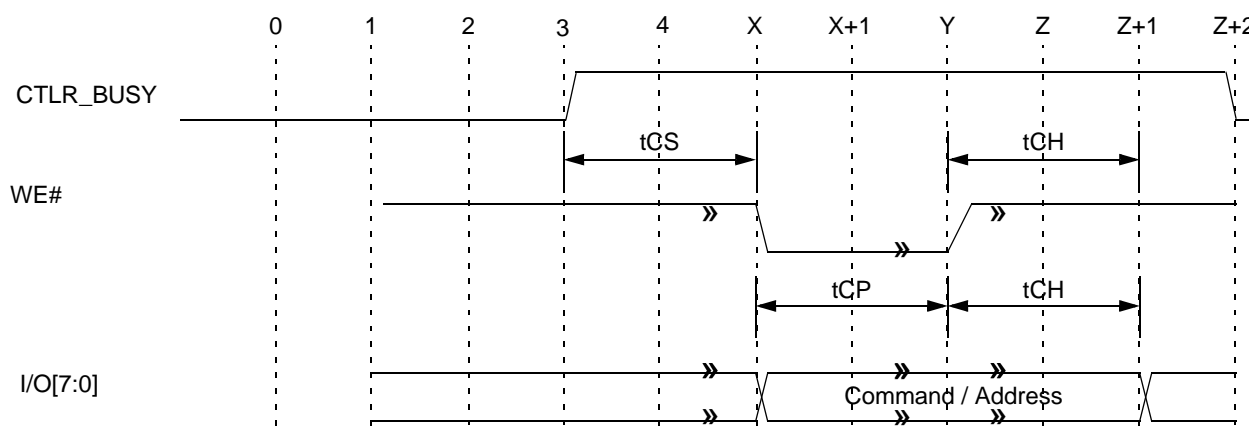 0 1 2 3 4 X X+1 Y Z Z+1 Z+2
CTLR_BUSY
tCS tCH
WE#
tCP tCH
I/O[7:0]
Command / Address